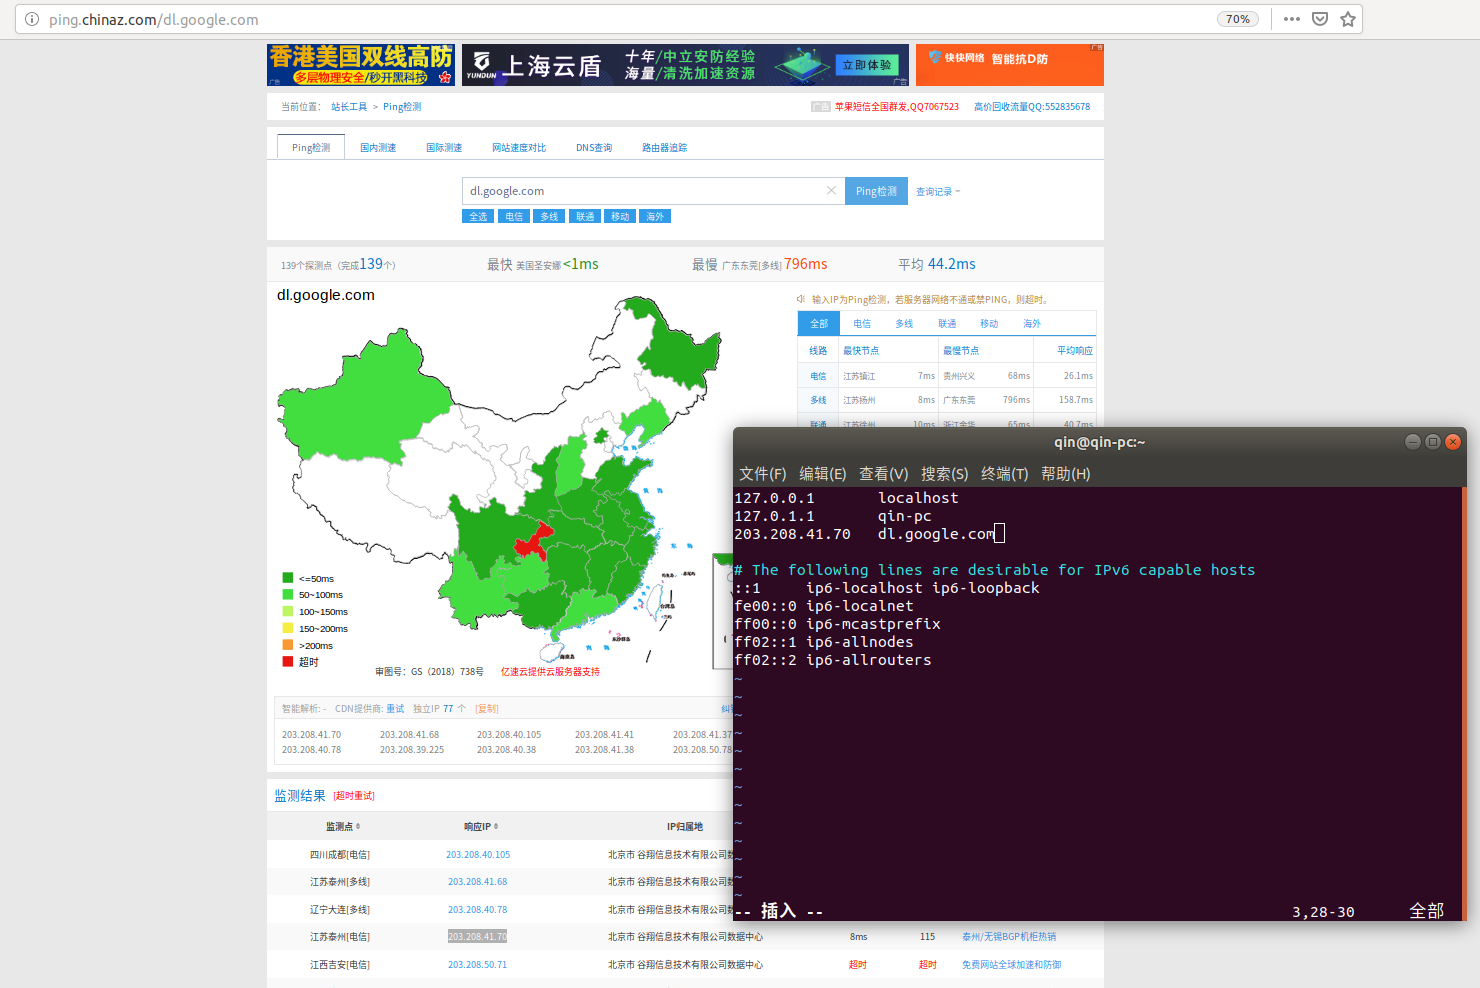 ping.chinaz.com/dl.google.com
70%
香港美国双线高防
多层物理安全/秒开黑科技
广告
YUNDUN
上海云盾
十年/中立安防经验
海量/清洗加速资源
立即体验
广告
快快网络 智能抗D防
广告
当前位置： 站长工具 > Ping检测
广告 苹果短信全国群发,QQ7067523 高价回收流量QQ:552835678
Ping检测 国内测速 国际测速 网站速度对比 DNS查询 路由器追踪
dl.google.com
Ping检测 查询记录
全选 电信 多线 联通 移动 海外
139个探测点（完成139个） 最快 美国圣安娜 <1ms 最慢 广东东莞[多线] 796ms 平均 44.2ms
dl.google.com
输入IP为Ping检测，若服务器网络不通或禁PING，则超时。
全部 电信 多线 联通 移动 海外
线路 最快节点 最慢节点 平均响应
电信 江苏镇江 7ms 贵州兴义 68ms 26.1ms
多线 江苏扬州 8ms 广东东莞 796ms 158.7ms
联通 江苏徐州 10ms 浙江金华 65ms 40.7ms
<=50ms
50~100ms
100~150ms
150~200ms
>200ms
超时
台湾岛
东沙群岛
海南岛
审图号：GS（2018）738号 亿速云提供云服务器支持
智能解析: - CDN提供商: 重试 独立IP 77 个 [复制]
203.208.41.70 203.208.41.68 203.208.40.105 203.208.41.41 203.208.41.37
203.208.40.78 203.208.39.225 203.208.40.38 203.208.41.38 203.208.50.78
监测结果 [超时重试]
监测点 响应IP IP归属地
四川成都[电信] 203.208.40.105 北京市 谷翔信息技术有限公司数
江苏泰州[多线] 203.208.41.68 北京市 谷翔信息技术有限公司数
辽宁大连[多线] 203.208.40.78 北京市 谷翔信息技术有限公司数
江苏泰州[电信] 203.208.41.70 北京市 谷翔信息技术有限公司数据中心 8ms 115 泰州/无锡BGP机柜热销
江西吉安[电信] 203.208.50.71 北京市 谷翔信息技术有限公司数据中心 超时 超时 免费网站全球加速和防御
qin@qin-pc:~
文件(F) 编辑(E) 查看(V) 搜索(S) 终端(T) 帮助(H)
127.0.0.1 localhost
127.0.1.1 qin-pc
203.208.41.70 dl.google.com
# The following lines are desirable for IPv6 capable hosts
::1 ip6-localhost ip6-loopback
fe00::0 ip6-localnet
ff00::0 ip6-mcastprefix
ff02::1 ip6-allnodes
ff02::2 ip6-allrouters
~
~
~
~
~
~
~
~
~
~
~
~
~
-- 插入 -- 3,28-30 全部